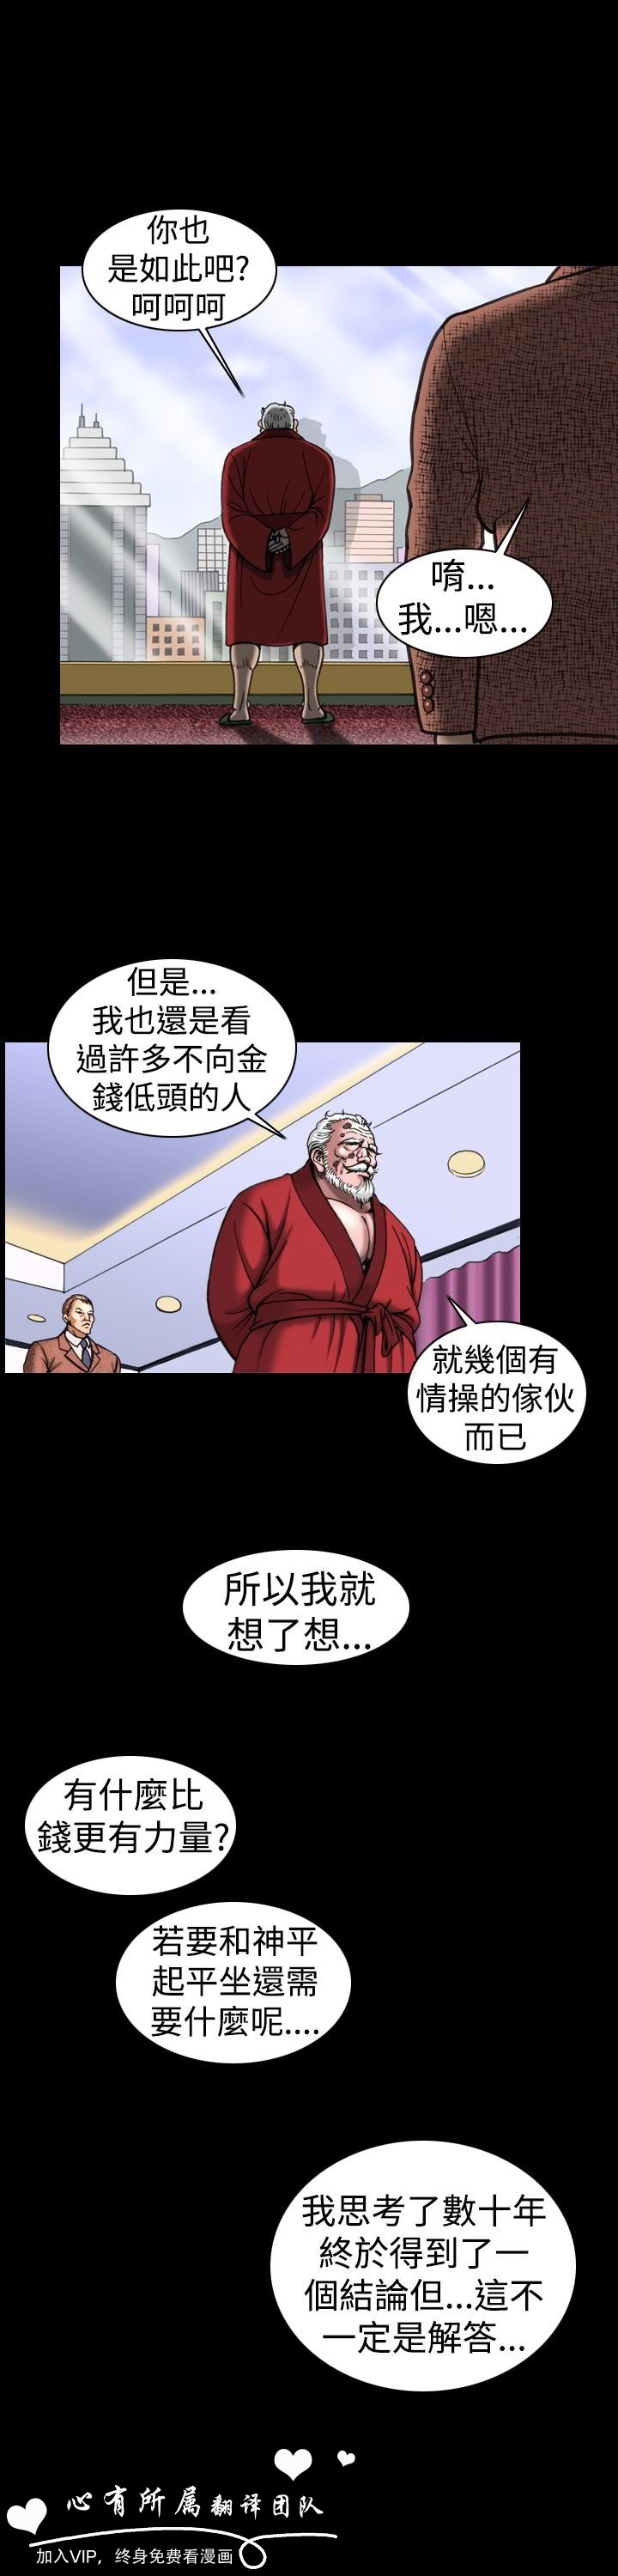 你也
是如此吧?
呵呵呵
唷...
我...嗯...
但是...
我也還是看
過許多不向金
錢低頭的人
就幾個有
情操的傢伙
而已
所以我就
想了想...
有什麼比
錢更有力量?
若要和神平
起平坐還需
要什麼呢....
我思考了數十年
終於得到了一
個結論但...這不
一定是解答...
心有所属翻译团队
加入VIP，终身免费看漫画